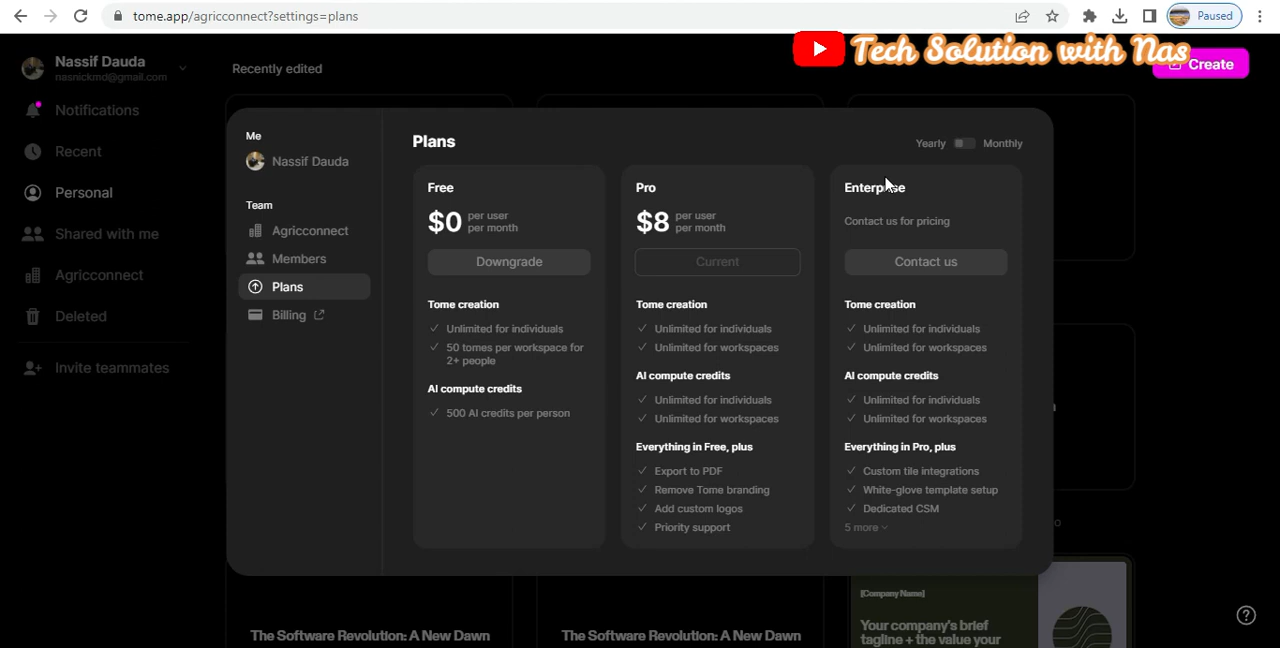 tome.app/agricconnect?settings=plans
Paused
Tech Solution with Nas
Create
Nassif Dauda
nasnickmd@gmail.com
Notifications
Recent
Personal
Shared with me
Agricconnect
Deleted
Invite teammates
Recently edited
Me
Nassif Dauda
Team
Agricconnect
Members
Plans
Billing
Plans
Yearly
Monthly
Free
$0 per user
per month
Downgrade
Tome creation
Unlimited for individuals
50 tomes per workspace for
2+ people
AI compute credits
500 AI credits per person
Pro
$8 per user
per month
Current
Tome creation
Unlimited for individuals
Unlimited for workspaces
AI compute credits
Unlimited for individuals
Unlimited for workspaces
Everything in Free, plus
Export to PDF
Remove Tome branding
Add custom logos
Priority support
Enterprise
Contact us for pricing
Contact us
Tome creation
Unlimited for individuals
Unlimited for workspaces
AI compute credits
Unlimited for individuals
Unlimited for workspaces
Everything in Pro, plus
Custom tile integrations
White-glove template setup
Dedicated CSM
5 more
The Software Revolution: A New Dawn
The Software Revolution: A New Dawn
[Company Name]
Your company's brief
tagline + the value your